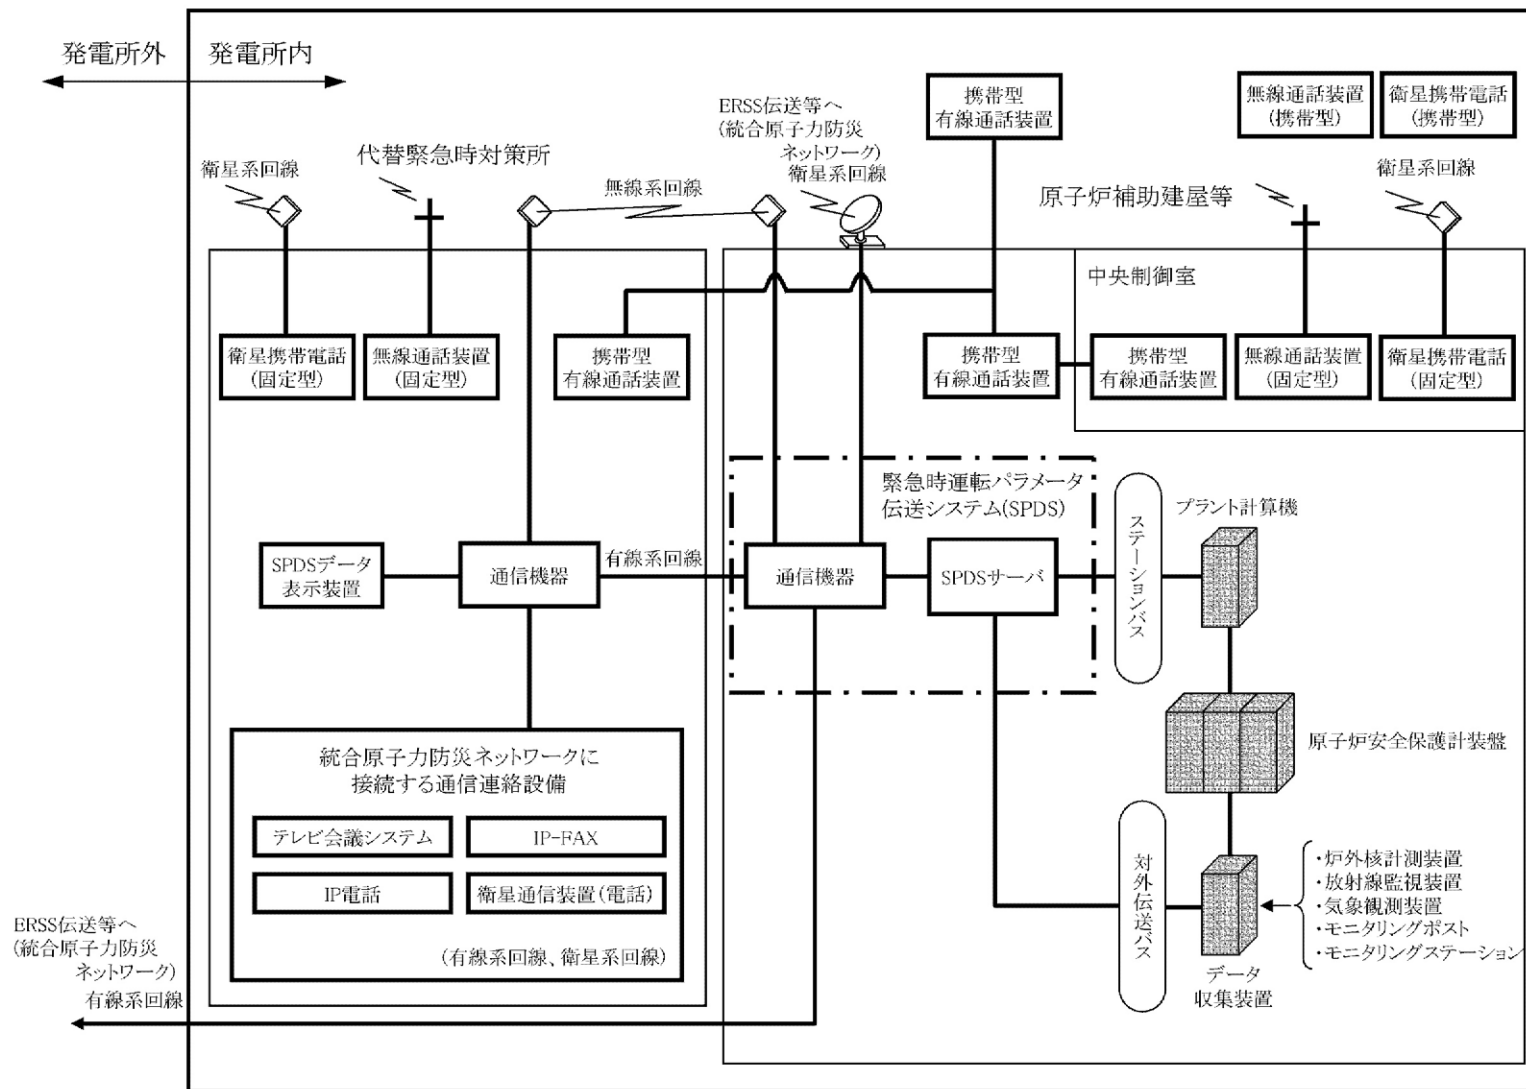 発電所外
発電所内
ERSS伝送等へ
(統合原子力防災
ネットワーク)
衛星系回線
携帯型
有線通話装置
無線通話装置
(携帯型)
衛星携帯電話
(携帯型)
衛星系回線
代替緊急時対策所
無線系回線
原子炉補助建屋等
衛星系回線
中央制御室
衛星携帯電話
(固定型)
無線通話装置
(固定型)
携帯型
有線通話装置
携帯型
有線通話装置
携帯型
有線通話装置
無線通話装置
(固定型)
衛星携帯電話
(固定型)
緊急時運転パラメータ
伝送システム(SPDS)
ステーションバス
プラント計算機
SPDSデータ
表示装置
通信機器
有線系回線
通信機器
SPDSサーバ
原子炉安全保護計装盤
統合原子力防災ネットワークに
接続する通信連絡設備
テレビ会議システム
IP-FAX
IP電話
衛星通信装置(電話)
(有線系回線、衛星系回線)
対外伝送バス
・炉外核計測装置
・放射線監視装置
・気象観測装置
・モニタリングポスト
・モニタリングステーション
データ
収集装置
ERSS伝送等へ
(統合原子力防災
ネットワーク)
有線系回線